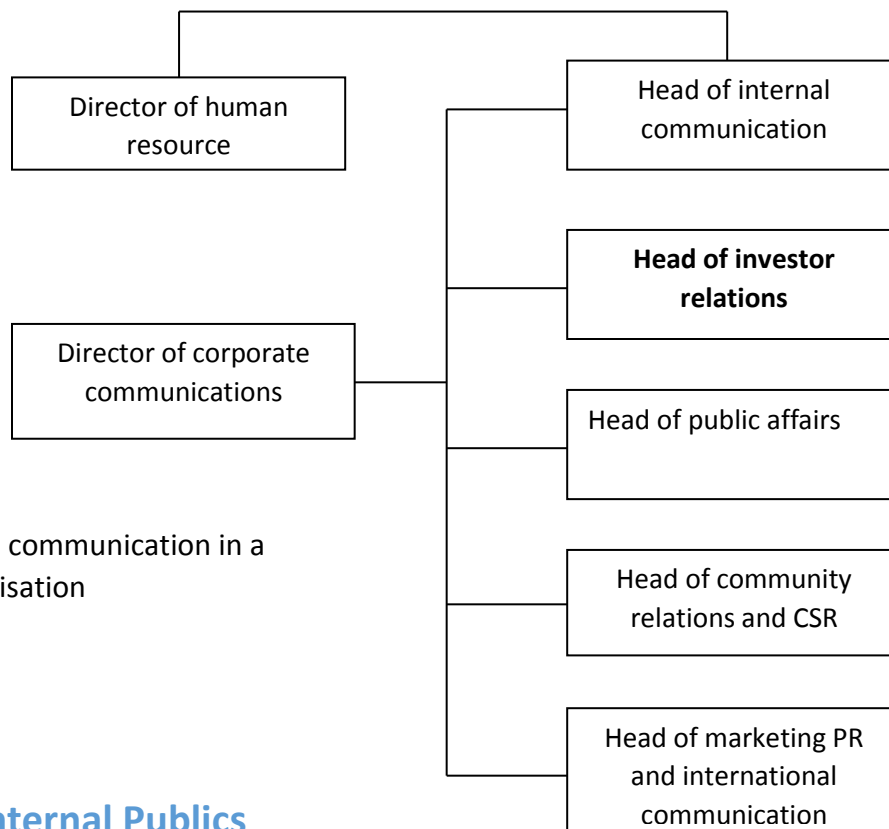 Director of human
resource
Head of internal
communication
Head of investor
relations
Director of corporate
communications
Head of public affairs
communication in a
isation
Head of community
relations and CSR
Head of marketing PR
and international
communication
nternal Publics